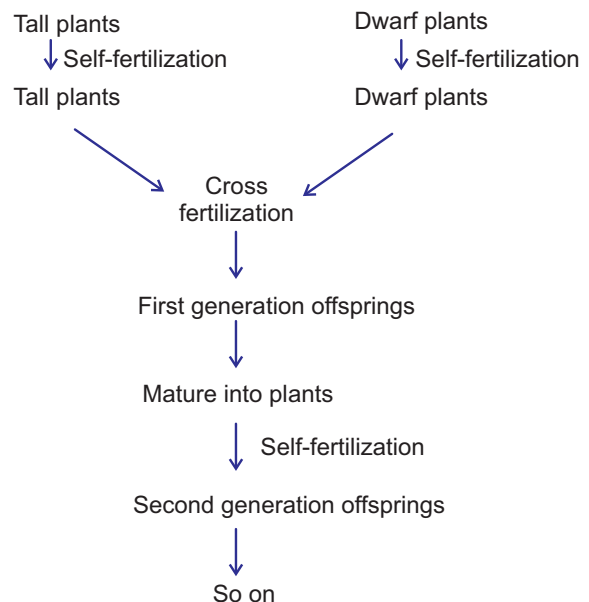 Tall plants
Dwarf plants
Self-fertilization
Self-fertilization
Tall plants
Dwarf plants
Cross
fertilization
First generation offsprings
Mature into plants
Self-fertilization
Second generation offsprings
So on